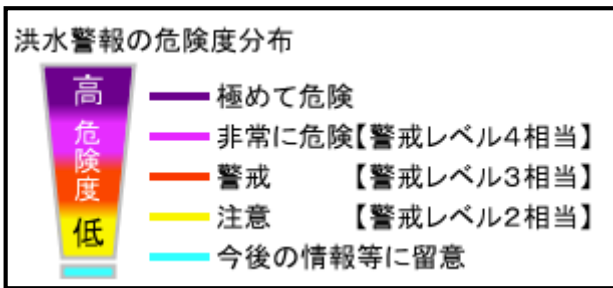 洪水警報の危険度分布
高
危険度
低
極めて危険
非常に危険【警戒レベル4相当】
警戒 【警戒レベル3相当】
注意 【警戒レベル2相当】
今後の情報等に留意